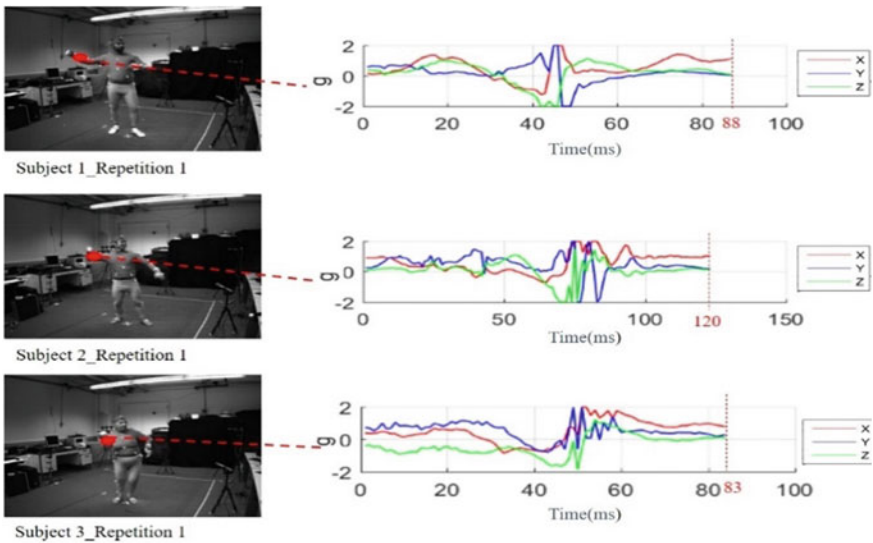 2
0
-2
g
0
20
40
60
80
88
100
Time(ms)
X
Y
Z
Subject 1_Repetition 1
2
0
-2
g
0
50
100
120
150
Time(ms)
X
Y
Z
Subject 2_Repetition 1
2
0
-2
g
0
20
40
60
80
83
100
Time(ms)
X
Y
Z
Subject 3_Repetition 1